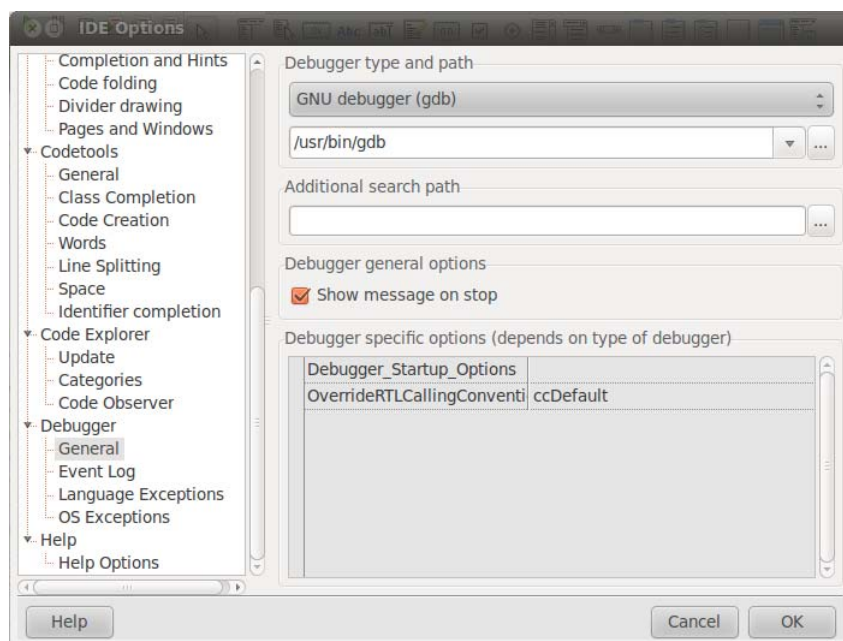 IDE Options
Completion and Hints
Code folding
Divider drawing
Pages and Windows
Codetools
General
Class Completion
Code Creation
Words
Line Splitting
Space
Identifier completion
Code Explorer
Update
Categories
Code Observer
Debugger
General
Event Log
Language Exceptions
OS Exceptions
Help
Help Options
Debugger type and path
GNU debugger (gdb)
/usr/bin/gdb
...
Additional search path
...
Debugger general options
Show message on stop
Debugger specific options (depends on type of debugger)
Debugger_Startup_Options
OverrideRTLCallingConventi ccDefault
Help
Cancel
OK